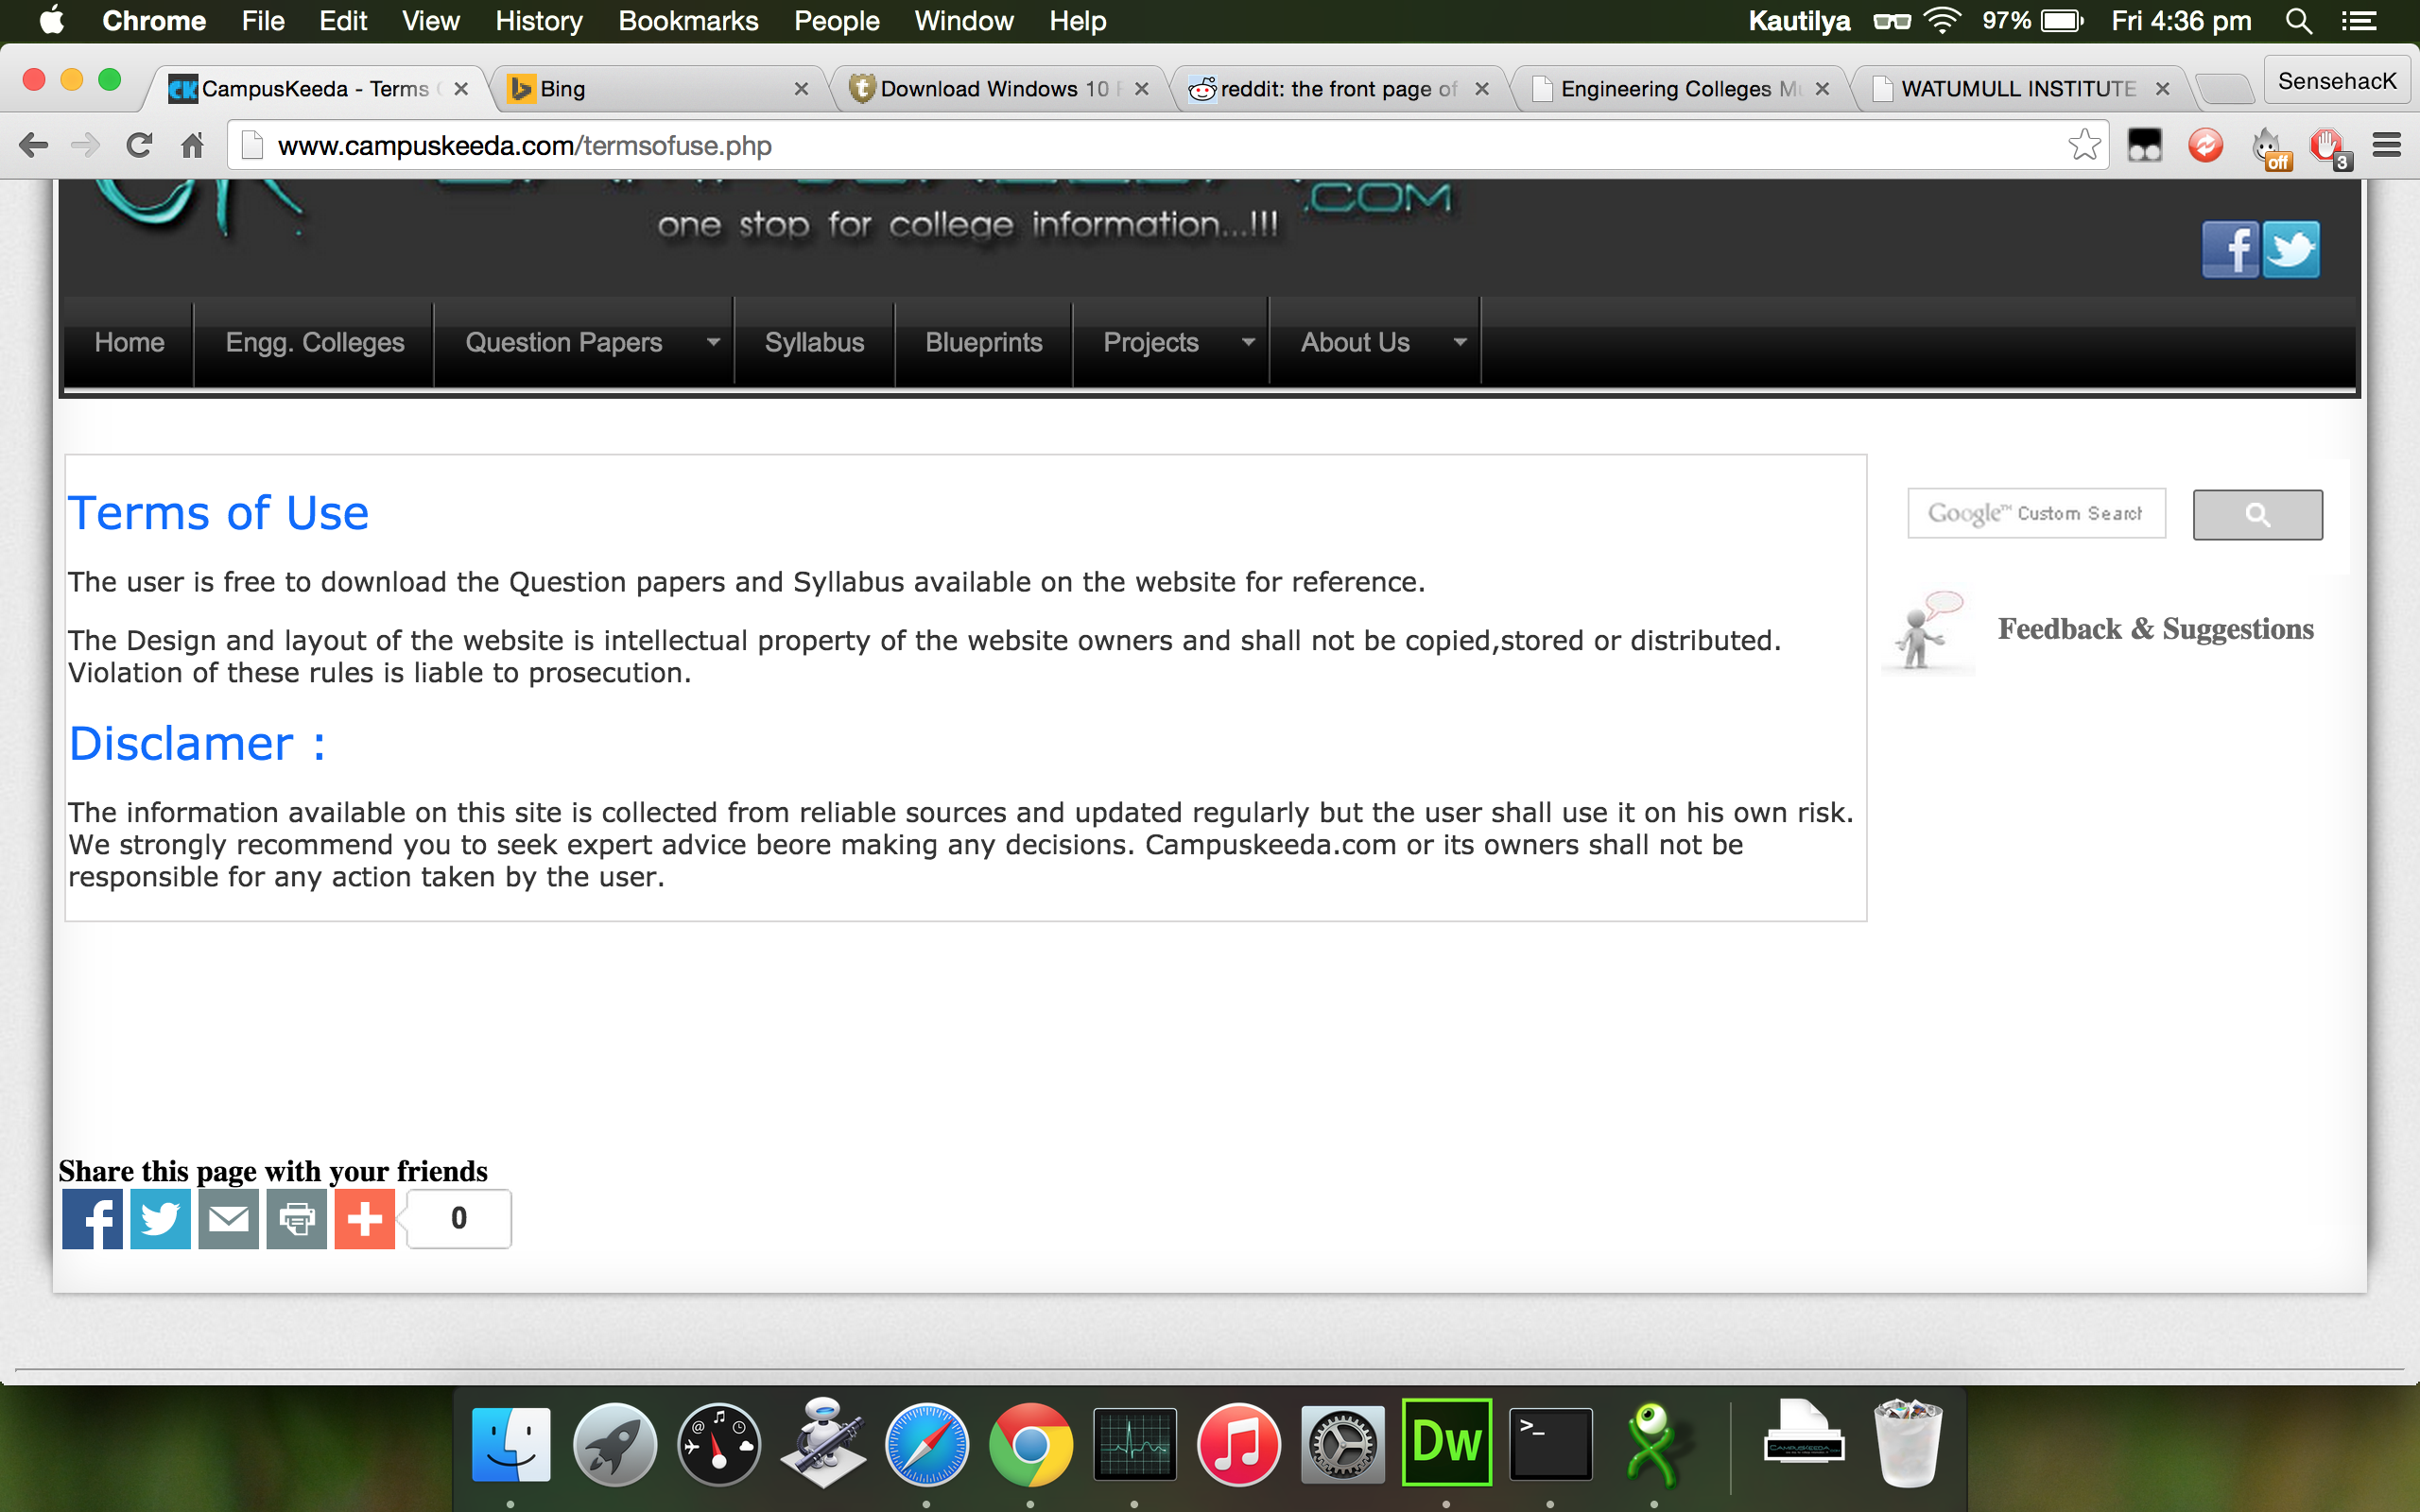 Chrome File Edit View History Bookmarks People Window Help Kautilya 97% Fri 4:36 pm
CampusKeeda - Terms Bing Download Windows 10 reddit: the front page of Engineering Colleges WATUMULL INSTITUTE SensehacK
www.campuskeeda.com/termsofuse.php off 3
.COM
one stop for college information...!!!
Home Engg. Colleges Question Papers Syllabus Blueprints Projects About Us
Terms of Use
Google™ Custom Search
The user is free to download the Question papers and Syllabus available on the website for reference.
The Design and layout of the website is intellectual property of the website owners and shall not be copied,stored or distributed.
Violation of these rules is liable to prosecution.
Feedback & Suggestions
Disclamer :
The information available on this site is collected from reliable sources and updated regularly but the user shall use it on his own risk.
We strongly recommend you to seek expert advice beore making any decisions. Campuskeeda.com or its owners shall not be
responsible for any action taken by the user.
Share this page with your friends
0
Dw
>_